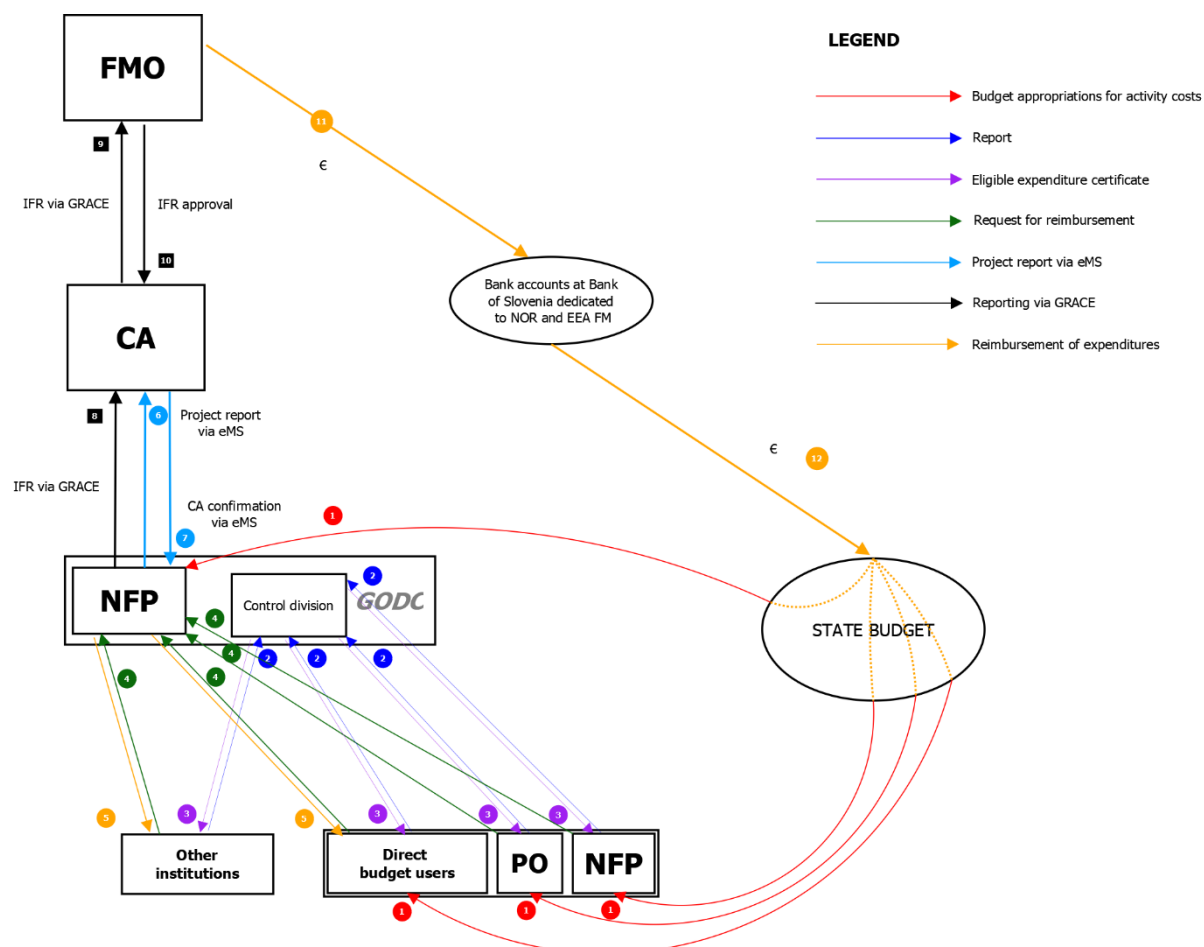 FMO
LEGEND
Budget appropriations for activity costs
11
Report
9
€
Eligible expenditure certificate
IFR via GRACE
IFR approval
Request for reimbursement
10
Project report via eMS
Bank accounts at Bank
of Slovenia dedicated
to NOR and EEA FM
Reporting via GRACE
CA
Reimbursement of expenditures
8
6
Project report
via eMS
€
12
IFR via GRACE
CA confirmation
via eMS
1
7
NFP
Control division
2
GODC
4
STATE BUDGET
4
2
2
2
4
4
5
3
5
3
3
3
Other
institutions
Direct
budget users
PO
NFP
1
1
1